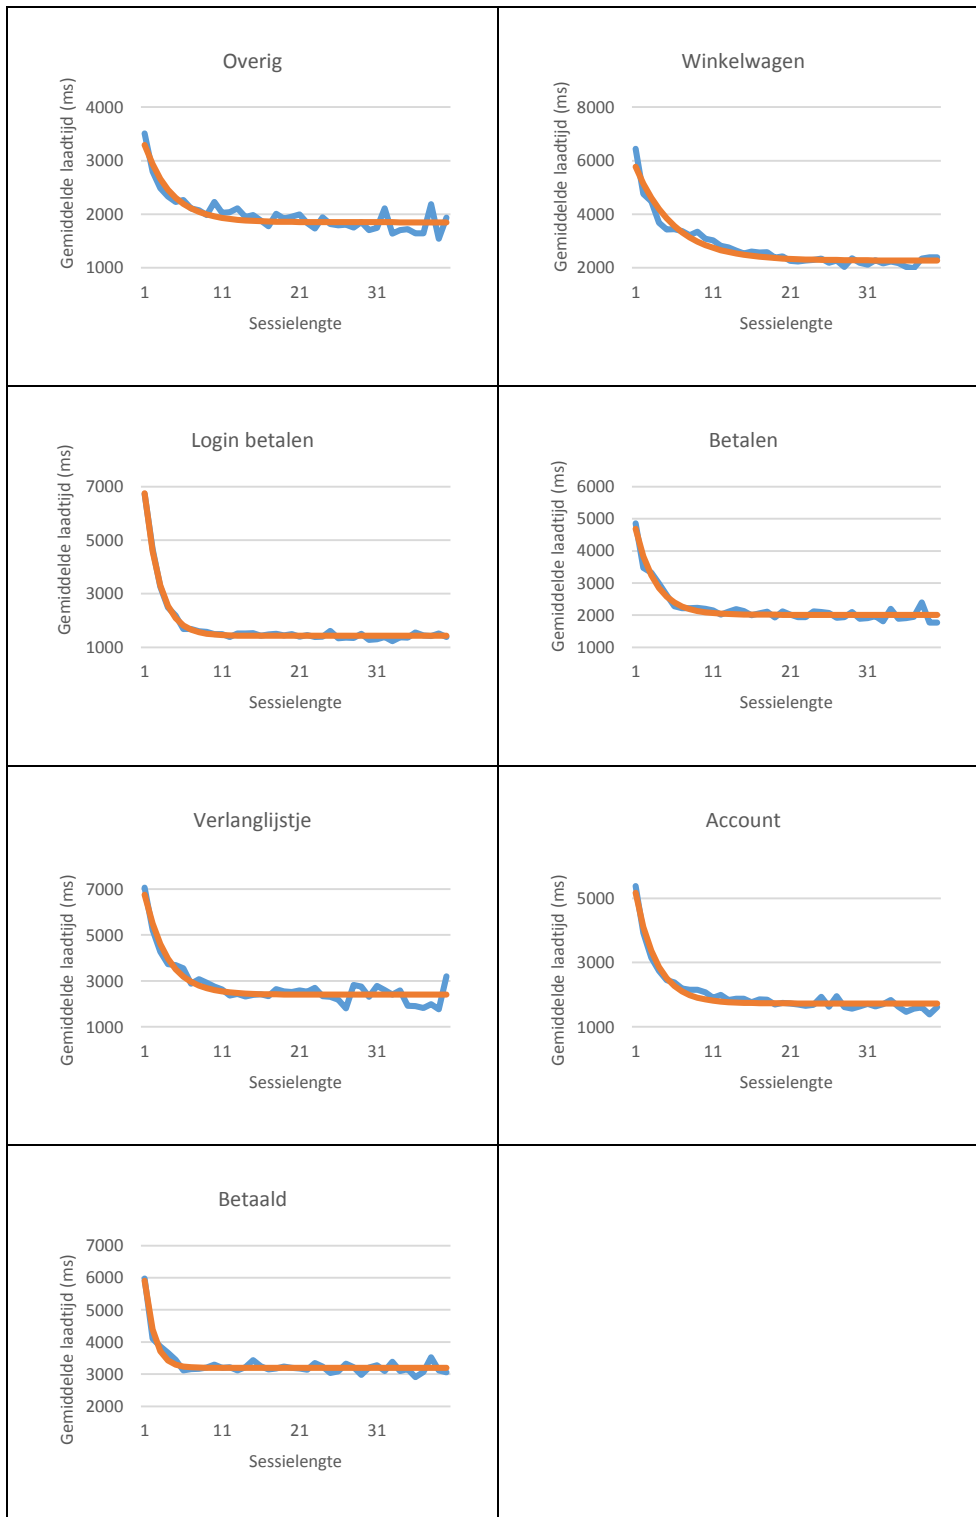 Overig
Gemiddelde laadtijd (ms)
4000
3000
2000
1000
1 11 21 31
Sessielengte
Winkelwagen
Gemiddelde laadtijd (ms)
8000
6000
4000
2000
1 11 21 31
Sessielengte
Login betalen
Gemiddelde laadtijd (ms)
7000
5000
3000
1000
1 11 21 31
Sessielengte
Betalen
Gemiddelde laadtijd (ms)
6000
5000
4000
3000
2000
1000
1 11 21 31
Sessielengte
Verlanglijstje
Gemiddelde laadtijd (ms)
7000
5000
3000
1000
1 11 21 31
Sessielengte
Account
Gemiddelde laadtijd (ms)
5000
3000
1000
1 11 21 31
Sessielengte
Betaald
Gemiddelde laadtijd (ms)
7000
6000
5000
4000
3000
2000
1 11 21 31
Sessielengte